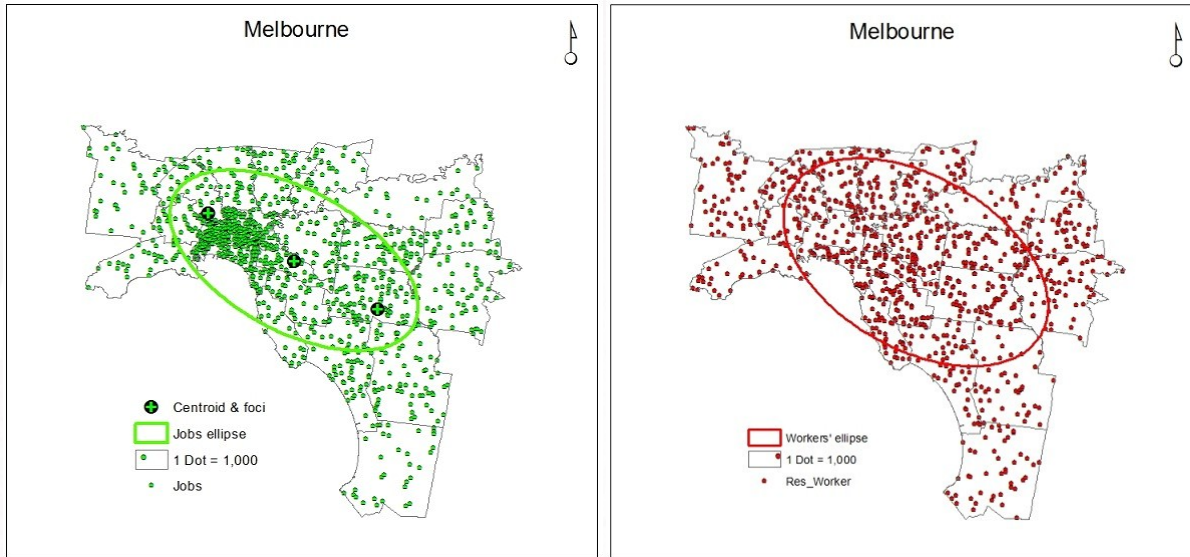 Melbourne
Centroid & foci
Jobs ellipse
1 Dot = 1,000
Jobs
Melbourne
Workers' ellipse
1 Dot = 1,000
Res_Worker